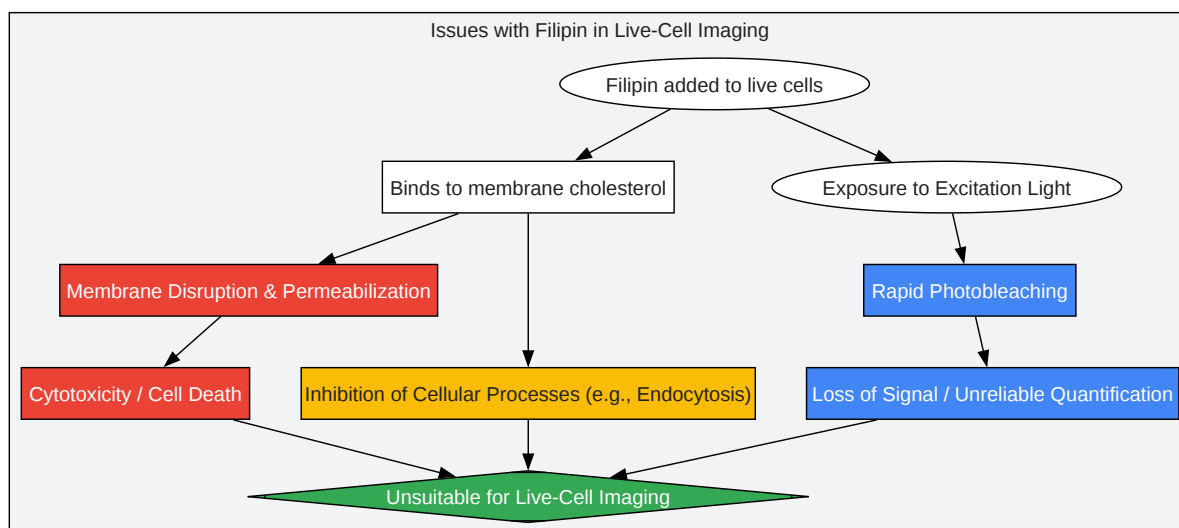 Issues with Filipin in Live-Cell Imaging
Filipin added to live cells
Binds to membrane cholesterol
Exposure to Excitation Light
Membrane Disruption & Permeabilization
Rapid Photobleaching
Cytotoxicity / Cell Death
Inhibition of Cellular Processes (e.g., Endocytosis)
Loss of Signal / Unreliable Quantification
Unsuitable for Live-Cell Imaging